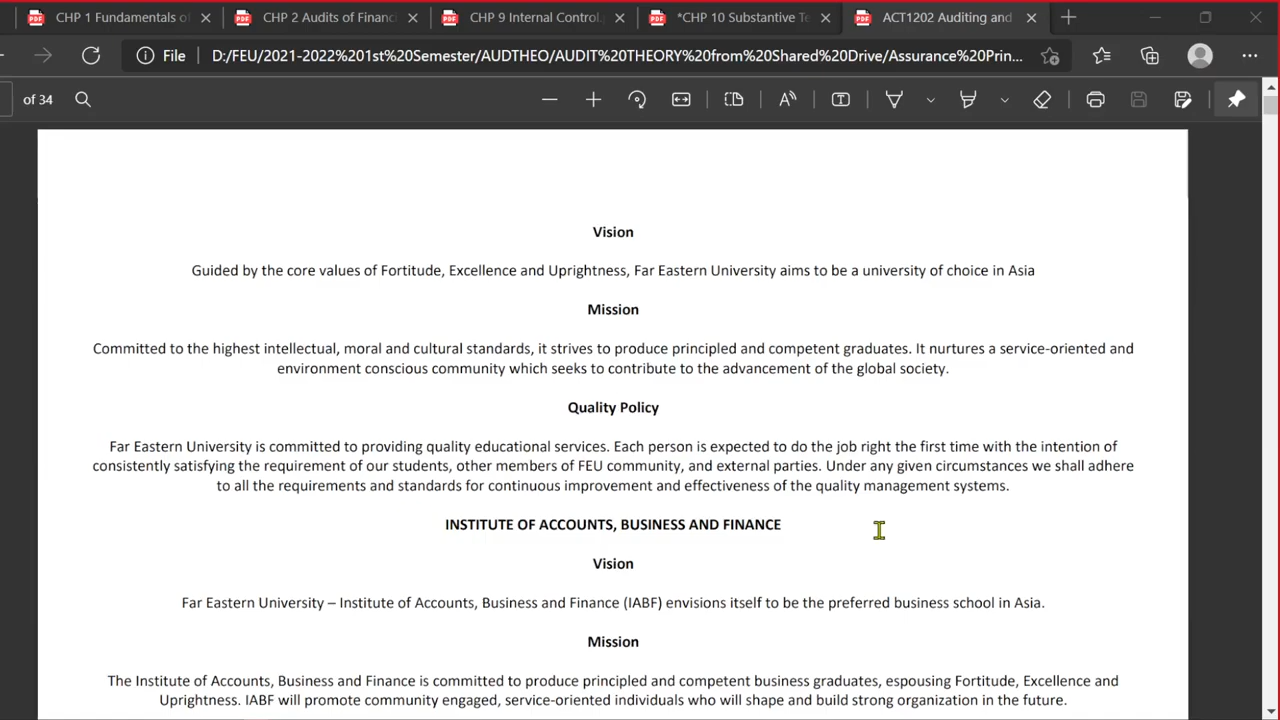 CHP 1 Fundamentals of
CHP 2 Audits of Financi
CHP 9 Internal Control.
*CHP 10 Substantive Te
ACT1202 Auditing and
File
D:/FEU/2021-2022%201st%20Semester/AUDTHEO/AUDIT%20THEORY%20from%20Shared%20Drive/Assurance%20Prin...
of 34
Vision
Guided by the core values of Fortitude, Excellence and Uprightness, Far Eastern University aims to be a university of choice in Asia
Mission
Committed to the highest intellectual, moral and cultural standards, it strives to produce principled and competent graduates. It nurtures a service-oriented and
environment conscious community which seeks to contribute to the advancement of the global society.
Quality Policy
Far Eastern University is committed to providing quality educational services. Each person is expected to do the job right the first time with the intention of
consistently satisfying the requirement of our students, other members of FEU community, and external parties. Under any given circumstances we shall adhere
to all the requirements and standards for continuous improvement and effectiveness of the quality management systems.
INSTITUTE OF ACCOUNTS, BUSINESS AND FINANCE
Vision
Far Eastern University – Institute of Accounts, Business and Finance (IABF) envisions itself to be the preferred business school in Asia.
Mission
The Institute of Accounts, Business and Finance is committed to produce principled and competent business graduates, espousing Fortitude, Excellence and
Uprightness. IABF will promote community engaged, service-oriented individuals who will shape and build strong organization in the future.